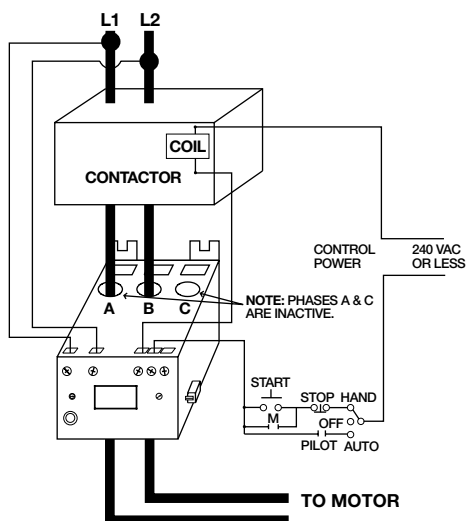 L1 L2
COIL
CONTACTOR
CONTROL
POWER
240 VAC
OR LESS
A B C
NOTE: PHASES A & C
ARE INACTIVE.
START
STOP HAND
M
OFF
PILOT AUTO
TO MOTOR